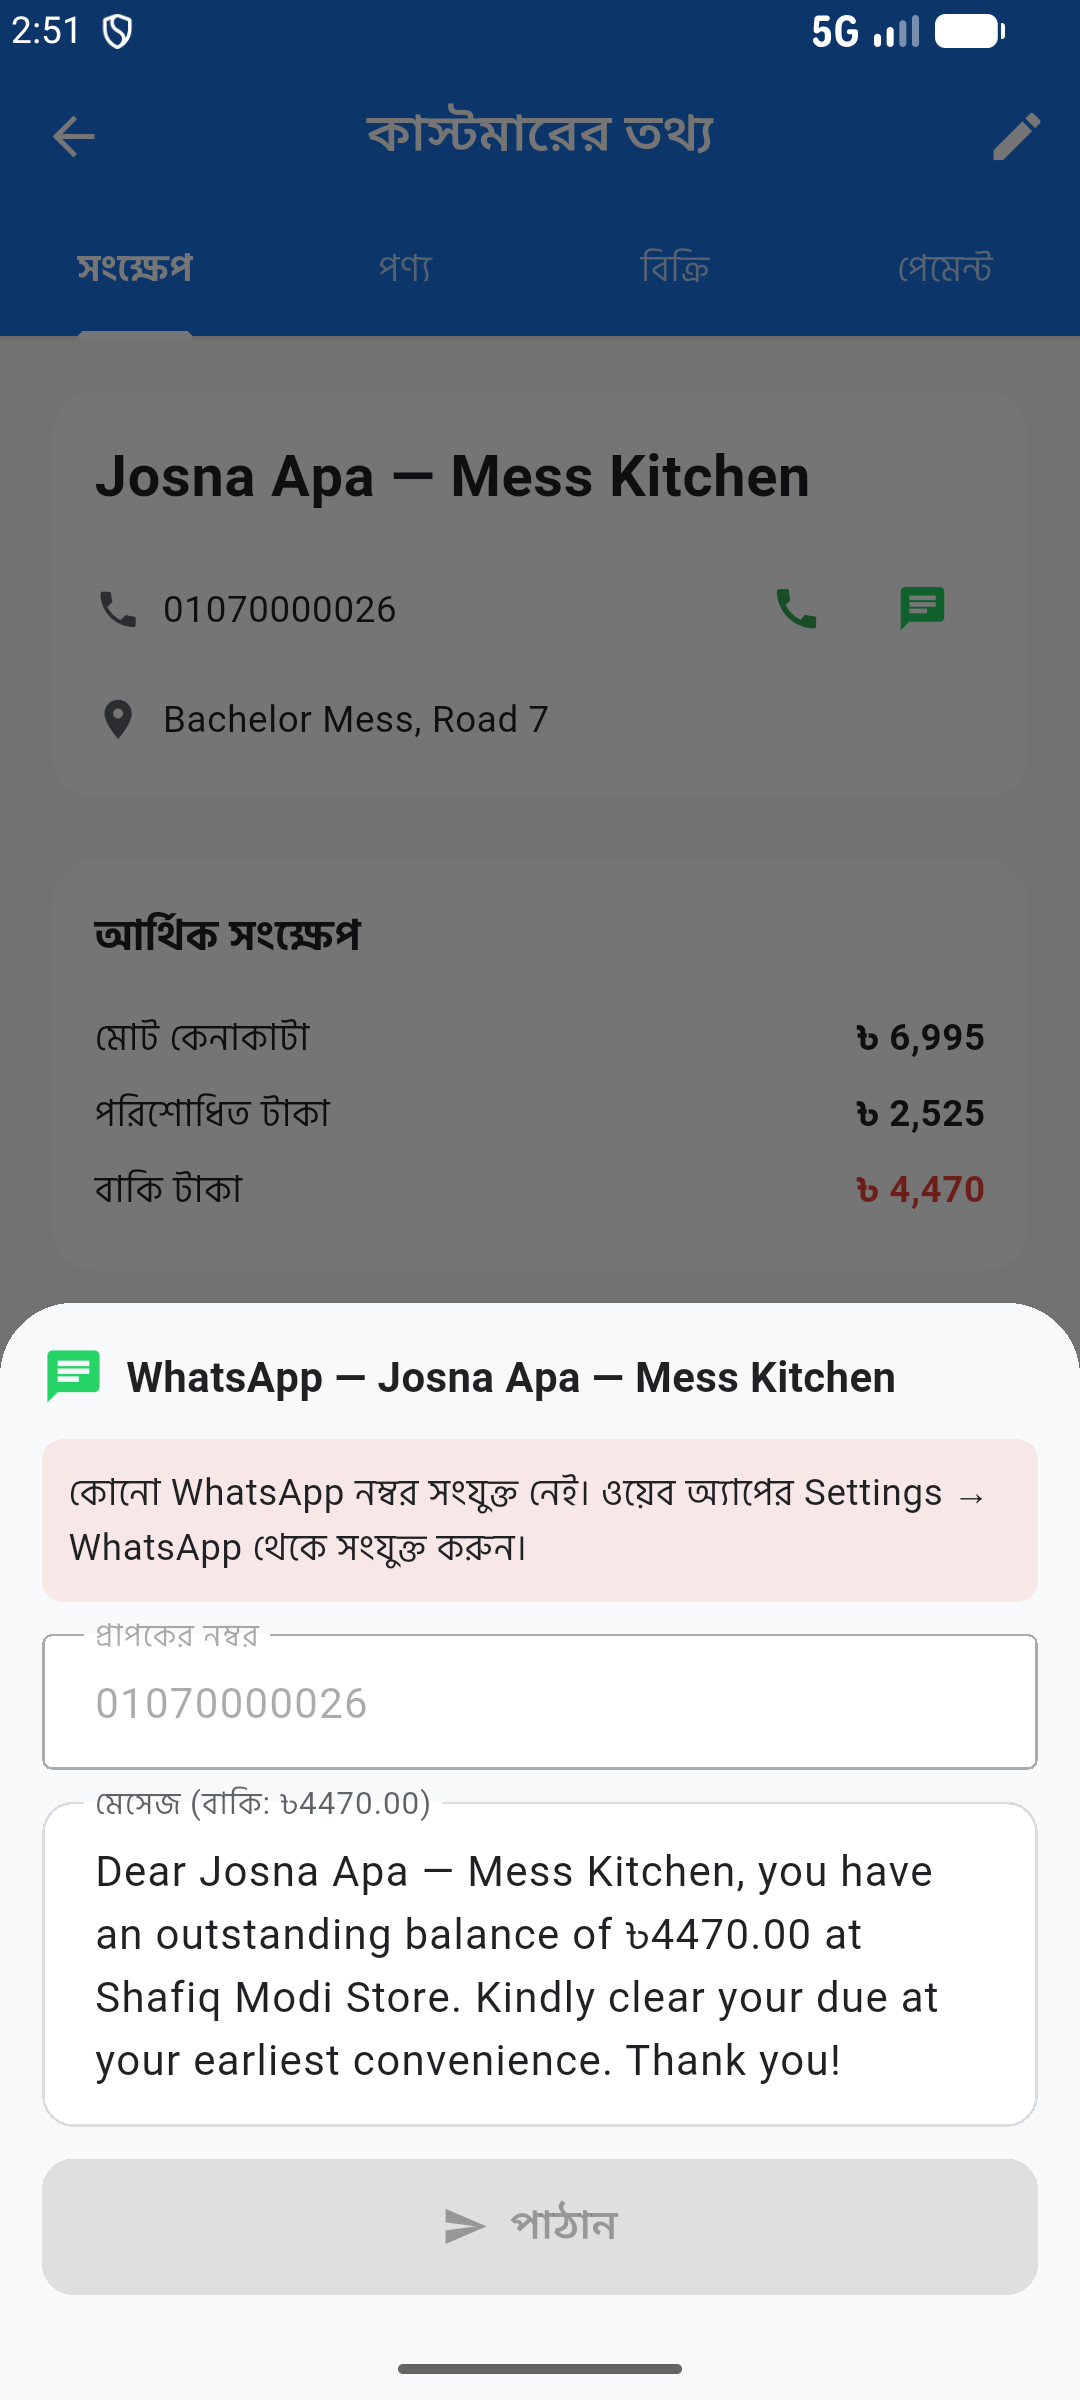 2:51
5G
কাস্টমারের তথ্য
সংক্ষেপ
পণ্য
বিক্রি
পেমেন্ট
Josna Apa — Mess Kitchen
01070000026
Bachelor Mess, Road 7
আর্থিক সংক্ষেপ
মোট কেনাকাটা ৳ 6,995
পরিশোধিত টাকা ৳ 2,525
বাকি টাকা ৳ 4,470
WhatsApp — Josna Apa — Mess Kitchen
কোনো WhatsApp নম্বর সংযুক্ত নেই। ওয়েব অ্যাপের Settings →
WhatsApp থেকে সংযুক্ত করুন।
প্রাপকের নম্বর
01070000026
মেসেজ (বাকি: ৳4470.00)
Dear Josna Apa — Mess Kitchen, you have
an outstanding balance of ৳4470.00 at
Shafiq Modi Store. Kindly clear your due at
your earliest convenience. Thank you!
পাঠান